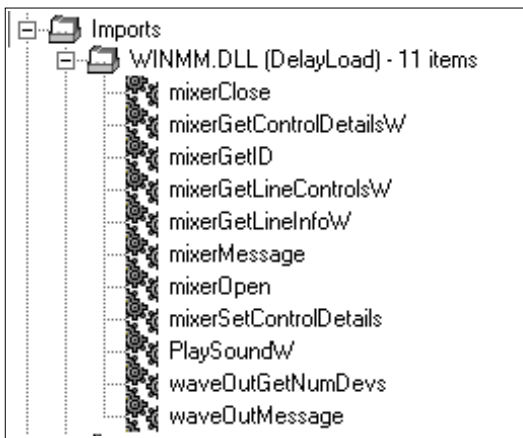 Imports
WINMM.DLL (DelayLoad) - 11 items
mixerClose
mixerGetControlDetailsW
mixerGetID
mixerGetLineControlsW
mixerGetLineInfoW
mixerMessage
mixerOpen
mixerSetControlDetails
PlaySoundW
waveOutGetNumDevs
waveOutMessage